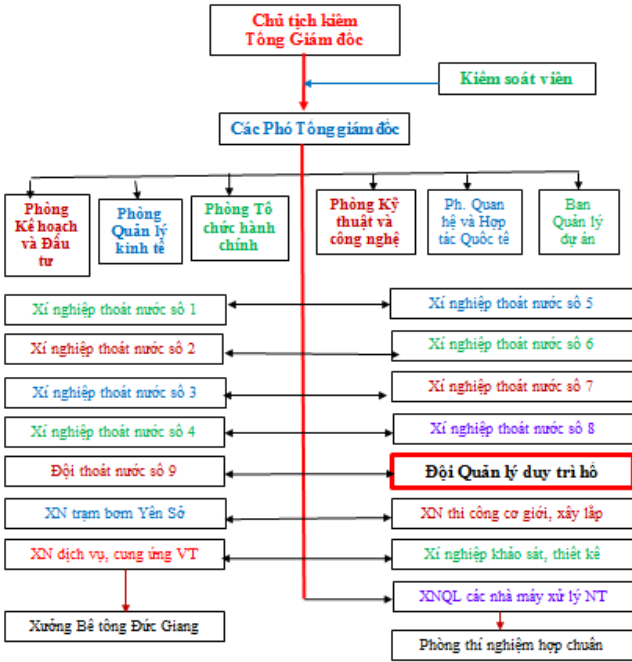 Chủ tịch kiêm
Tổng Giám đốc
Kiểm soát viên
Các Phó Tổng giám đốc
Phòng
Kế hoạch
và Đầu
tư
Phòng
Quản lý
kinh tế
Phòng Tổ
chức hành
chính
Phòng Kỹ
thuật và
công nghệ
Ph. Quan
hệ và Hợp
tác Quốc tế
Ban
Quản lý
dự án
Xí nghiệp thoát nước số 1
Xí nghiệp thoát nước số 5
Xí nghiệp thoát nước số 2
Xí nghiệp thoát nước số 6
Xí nghiệp thoát nước số 3
Xí nghiệp thoát nước số 7
Xí nghiệp thoát nước số 4
Xí nghiệp thoát nước số 8
Đội thoát nước số 9
Đội Quản lý duy trì hồ
XN trạm bơm Yên Sở
XN thi công cơ giới, xây lắp
XN dịch vụ, cung ứng VT
Xí nghiệp khảo sát, thiết kế
XNQL các nhà máy xử lý NT
Xưởng Bê tông Đức Giang
Phòng thí nghiệm hợp chuẩn